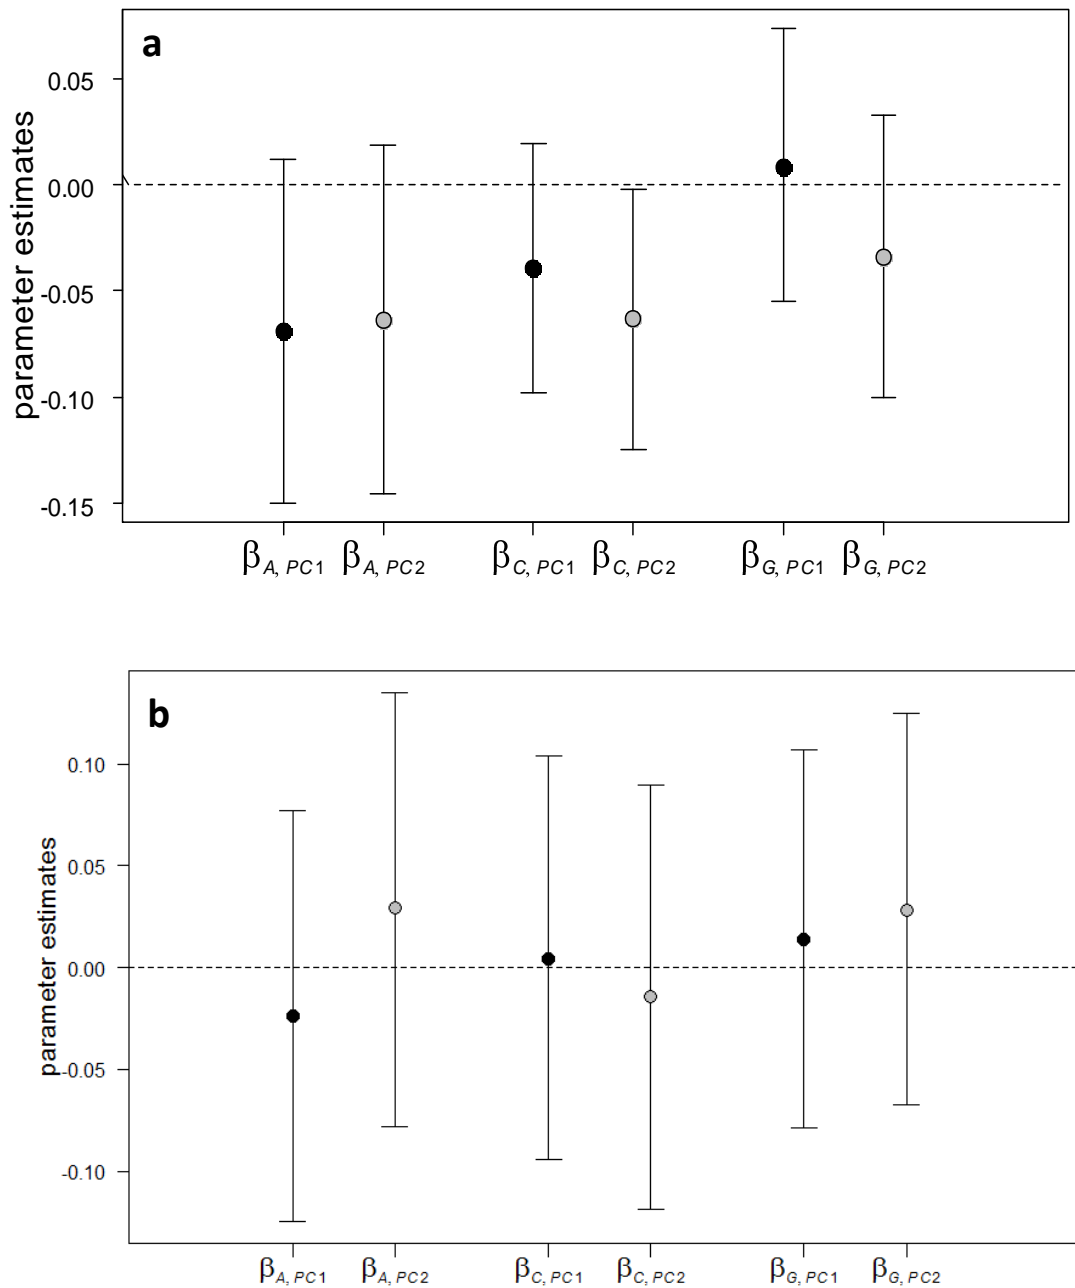 a
parameter estimates
0.05
0.00
-0.05
-0.10
-0.15
βA, PC1 βA, PC2 βC, PC1 βC, PC2 βG, PC1 βG, PC2
b
parameter estimates
0.10
0.05
0.00
-0.05
-0.10
βA, PC1 βA, PC2 βC, PC1 βC, PC2 βG, PC1 βG, PC2